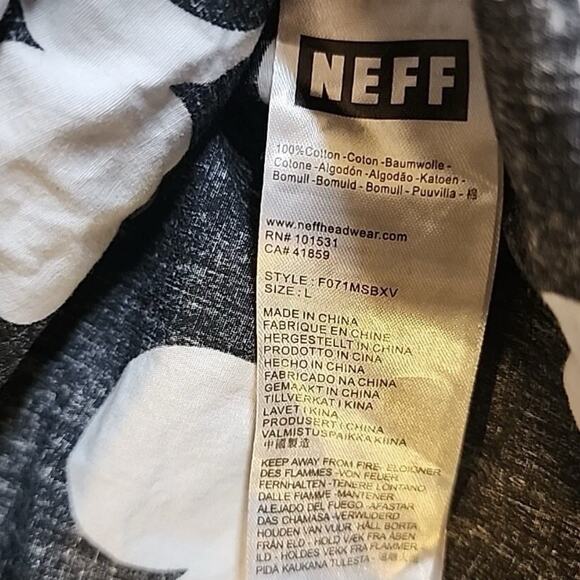 NEFF
100%Cotton -Coton -Baumwolle -
Cotone -Algodón -Algodão -Katoen -
Bomull -Bomuld - Bomull - Puuvilla - 棉
www.neffheadwear.com
RN# 101531
CA# 41859
STYLE : F071MSBXV
SIZE : L
MADE IN CHINA
FABRIQUE EN CHINE
HERGESTELLT IN CHINA
PRODOTTO IN CINA
HECHO IN CHINA
FABRICADO NA CHINA
GEMAAKT IN CHINA
TILLVERKAT I KINA
LAVET I KINA
PRODUSERT I CHINA
VALMISTUSPAIKKA KIINA
中國製造
KEEP AWAY FROM FIRE- ELOIGNER
DES FLAMMES -VON FEUER
FERNHALTEN -TENERE LONTANO
DALLE FIAMME -MANTENER
ALEJADO DEL FUEGO -AFASTAR
DAS CHAMASA -VERWIJDERD
HOUDEN VAN VUUR HÅLL BORTA
FRÅN ELD - HOLD VÆK FRA ÅBEN
ILD - HOLDES VEKK FRA FLAMMER
PIDA KAUKANA TULESTA -